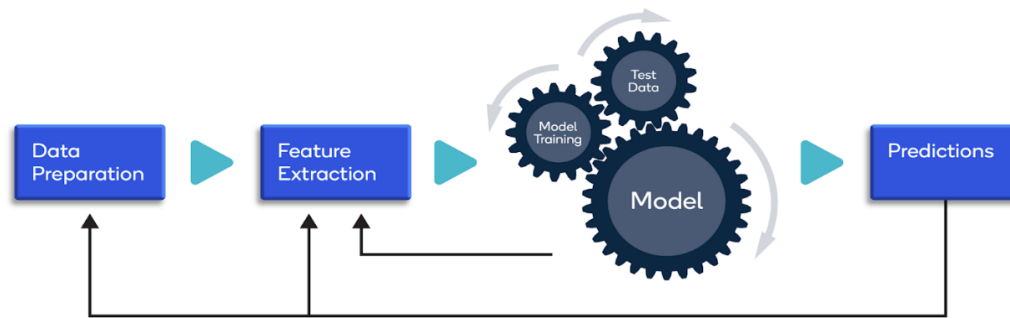 Data
Preparation
Feature
Extraction
Model
Training
Test
Data
Model
Predictions